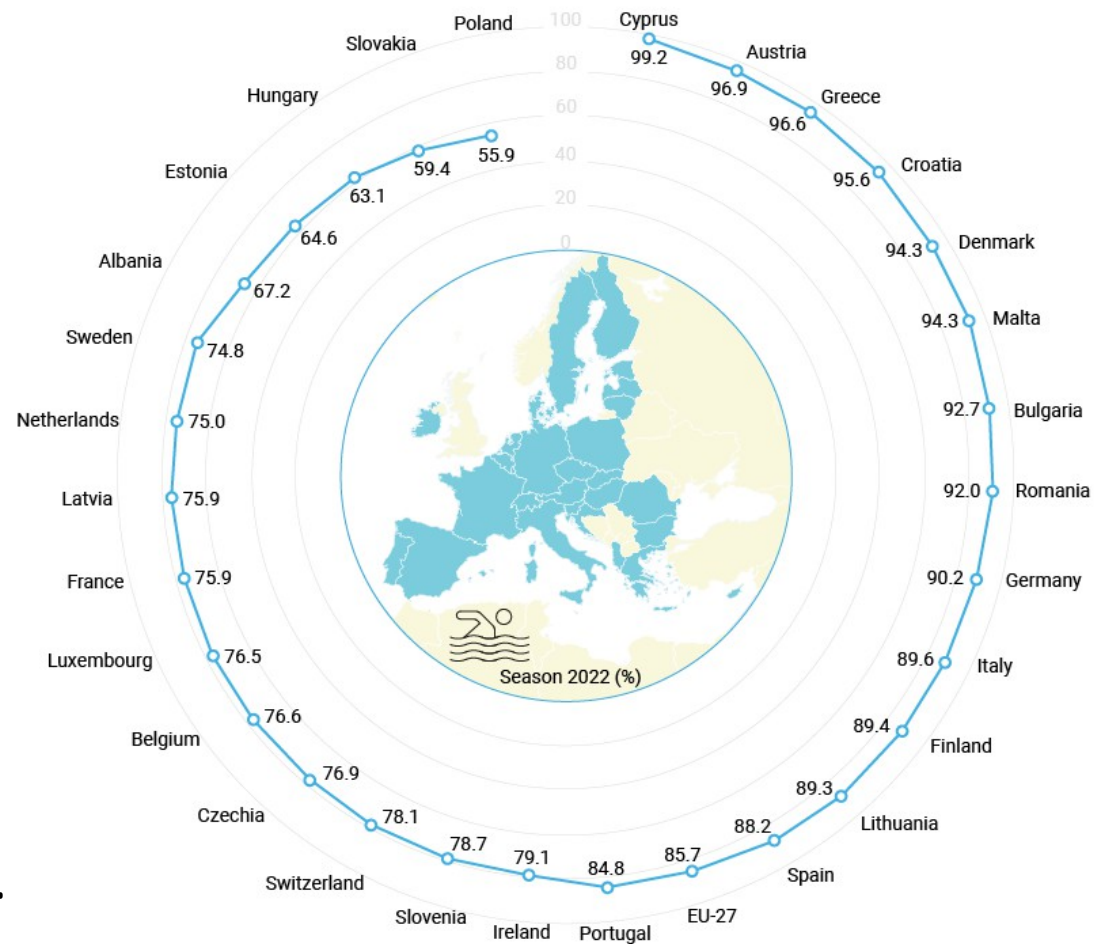 100
80
60
40
20
0
Cyprus
99.2
Austria
96.9
Greece
96.6
Croatia
95.6
Denmark
94.3
Malta
94.3
Bulgaria
92.7
Romania
92.0
Germany
90.2
Italy
89.6
Finland
89.4
Lithuania
89.3
Spain
88.2
EU-27
85.7
Portugal
84.8
Ireland
79.1
Slovenia
78.7
Switzerland
78.1
Czechia
76.9
Belgium
76.6
Luxembourg
76.5
France
75.9
Latvia
75.9
Netherlands
75.0
Sweden
74.8
Albania
67.2
Estonia
64.6
Hungary
63.1
Slovakia
59.4
Poland
55.9
Season 2022 (%)